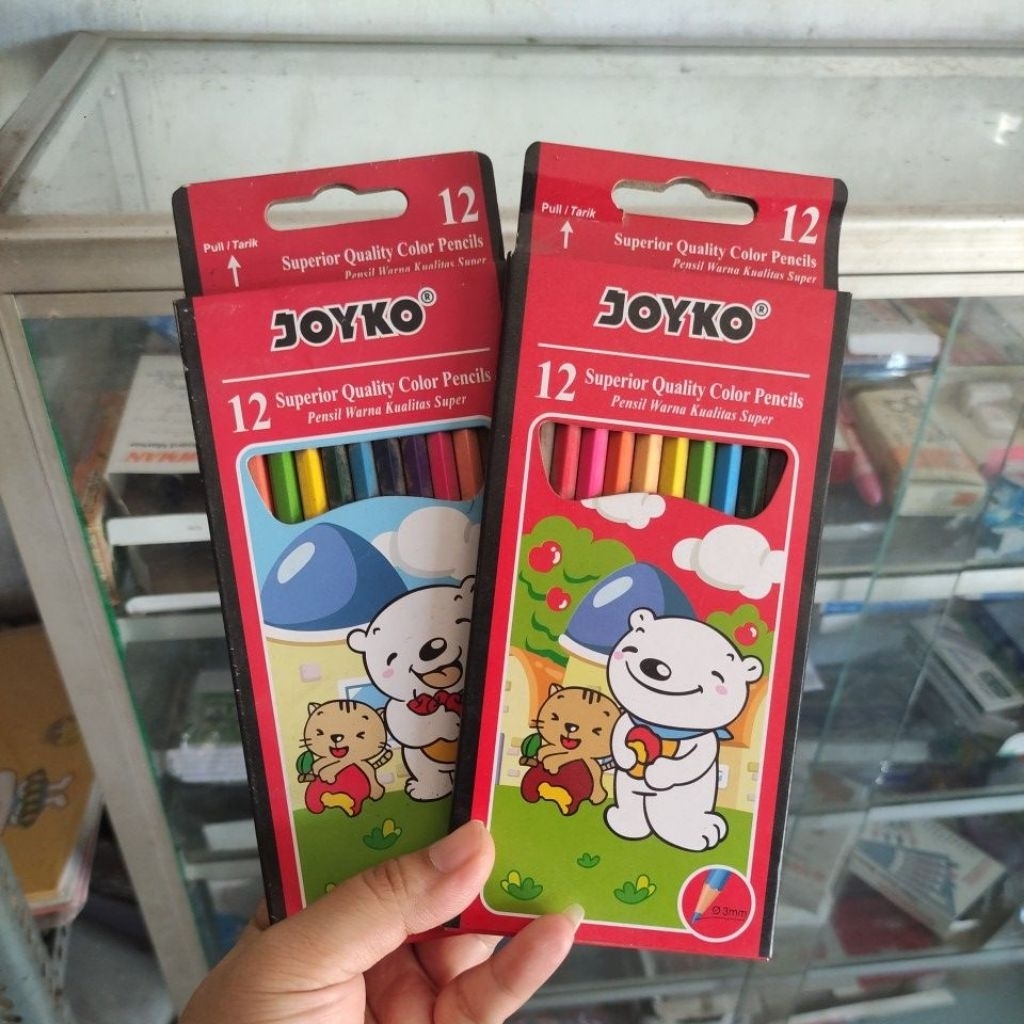 12
Pull / Tarik
Superior Quality Color Pencils
Pensil Warna Kualitas Super
JOYKO®
12 Superior Quality Color Pencils
Pensil Warna Kualitas Super
12
Pull / Tarik
Superior Quality Color Pencils
Pensil Warna Kualitas Super
JOYKO®
12 Superior Quality Color Pencils
Pensil Warna Kualitas Super
Ø 3mm